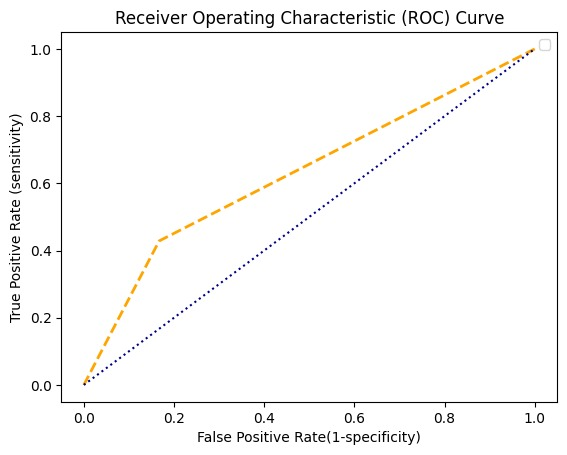 Receiver Operating Characteristic (ROC) Curve
1.0
0.8
0.6
0.4
0.2
0.0
True Positive Rate (sensitivity)
0.0 0.2 0.4 0.6 0.8 1.0
False Positive Rate(1-specificity)